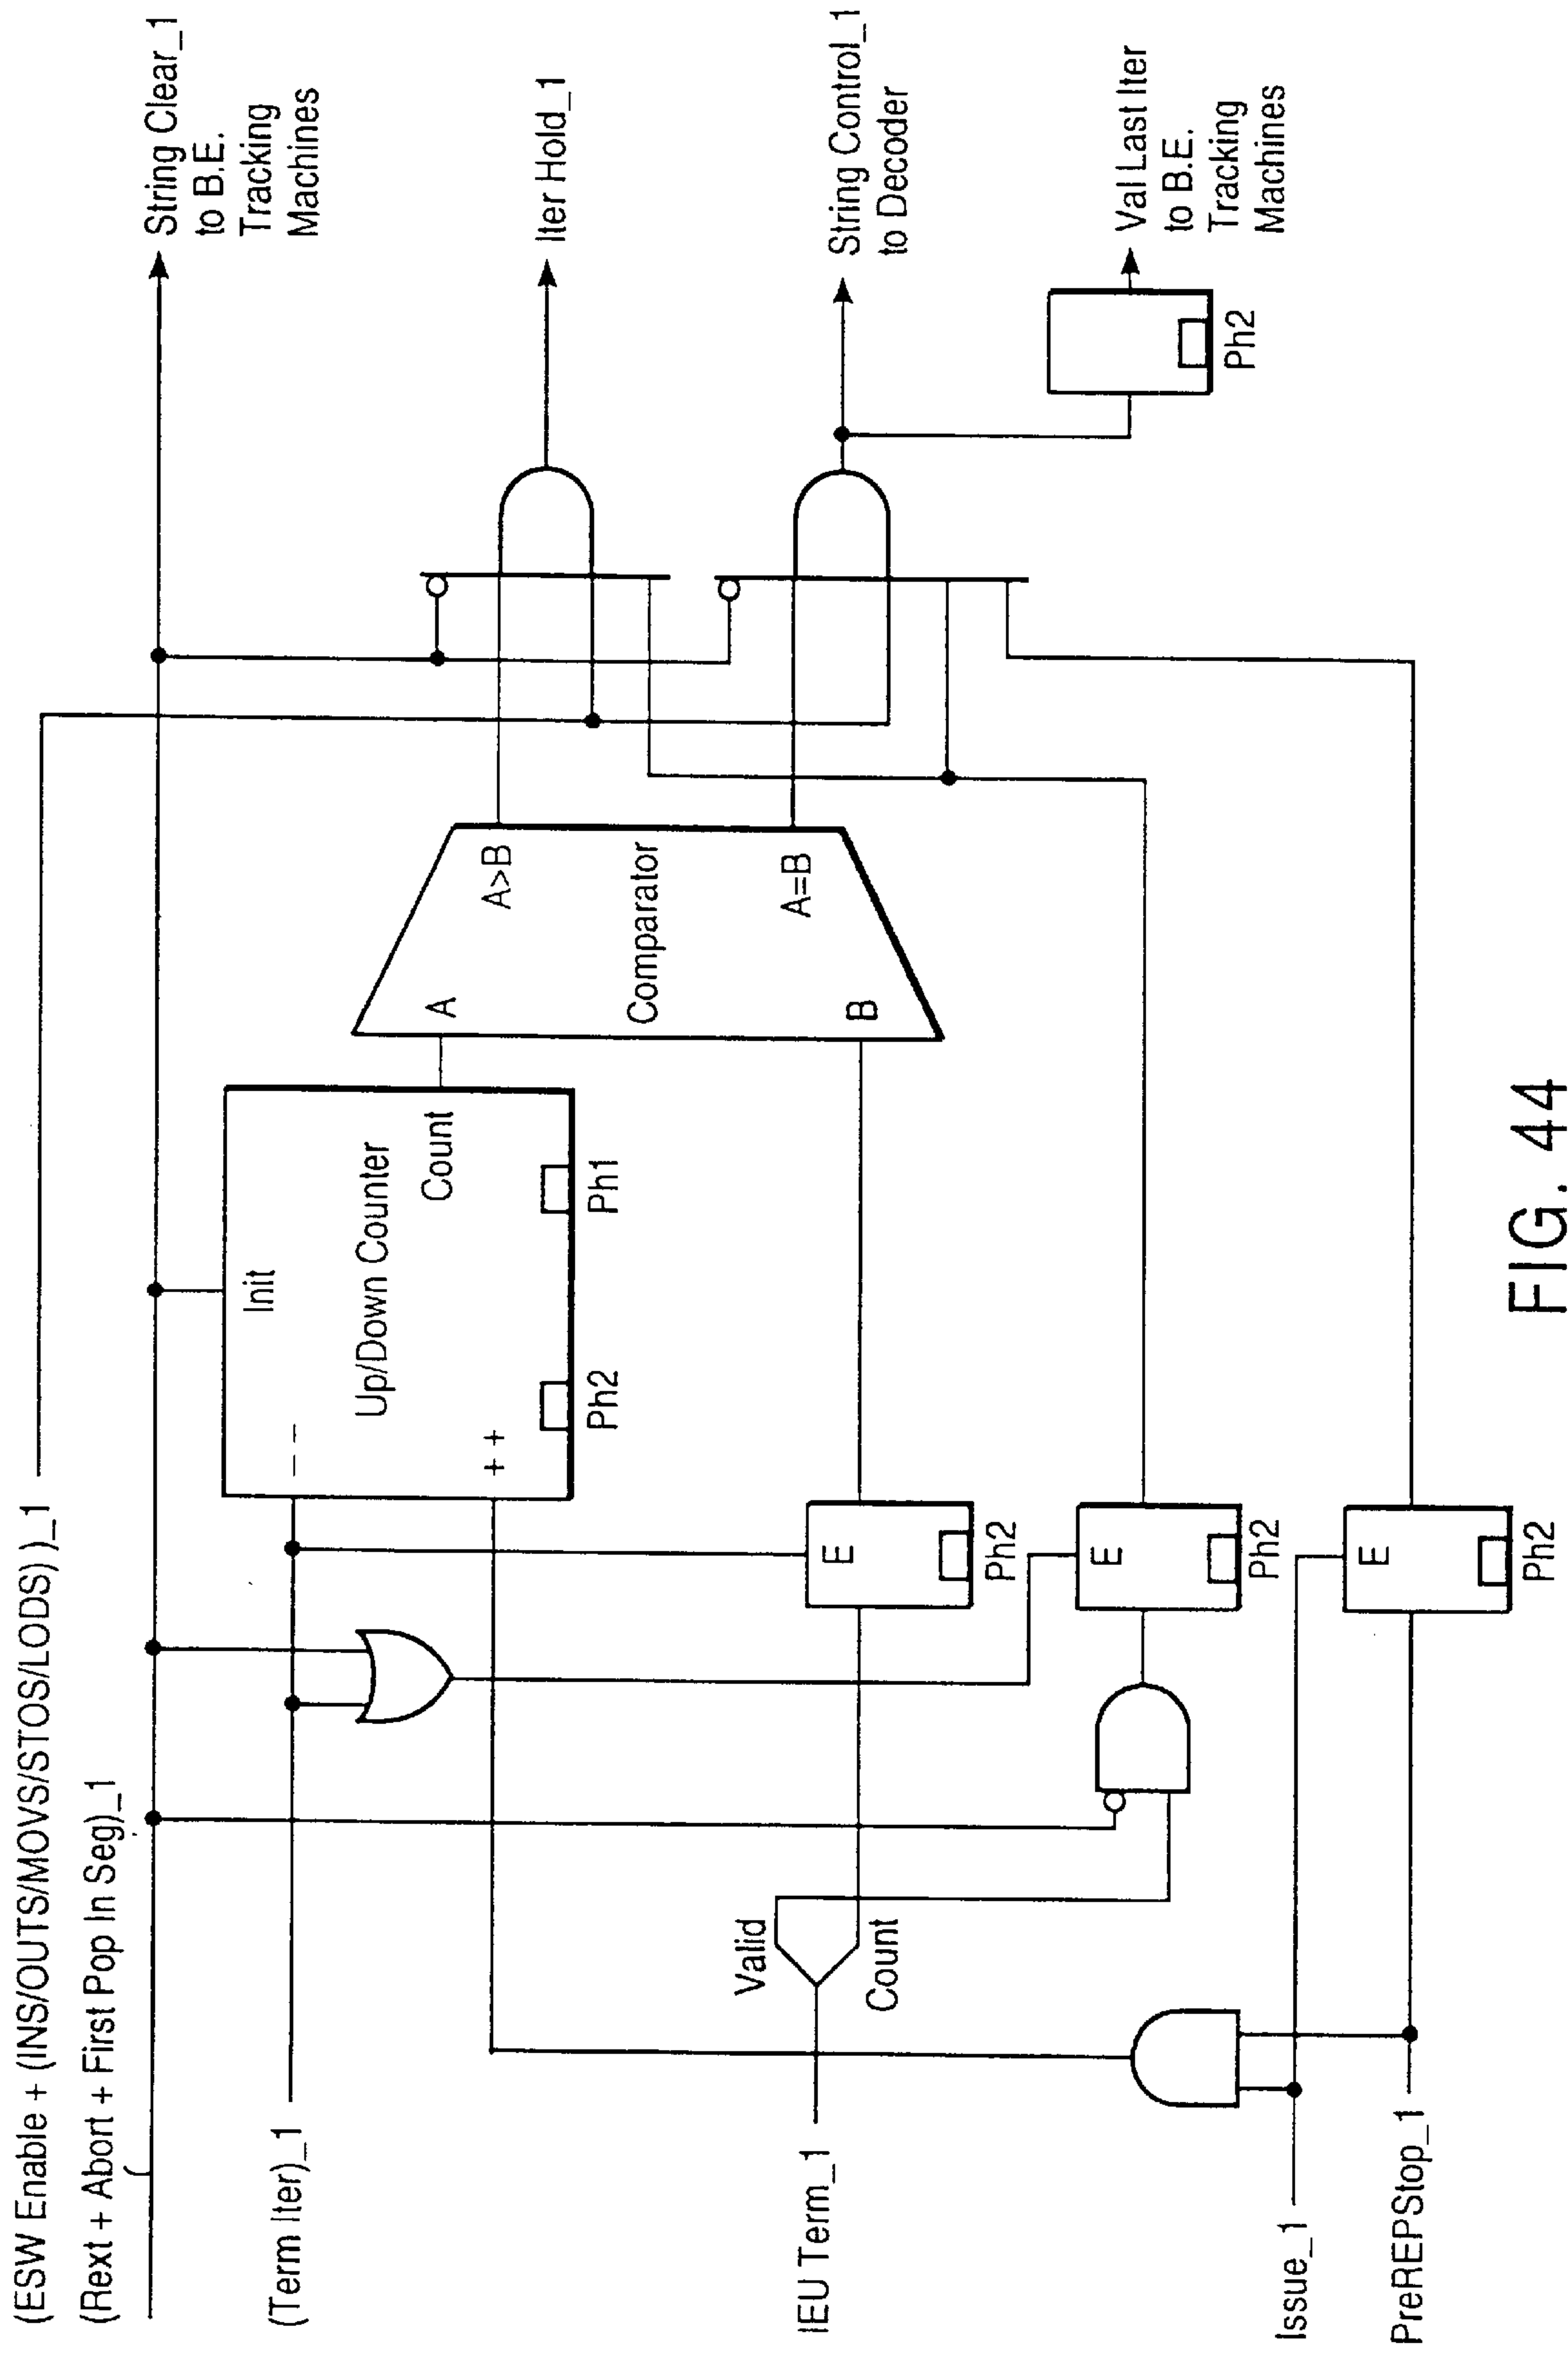 (ESW Enable + (INS/OUTS/MOVS/STOS/LODS) )_1
(Rext + Abort + First Pop In Seg)_1
String Clear_1
to B.E.
Tracking
Machines
(Term Iter)_1
Init
- -
Up/Down Counter
+ +
Count
Ph2
Ph1
A
A>B
Comparator
B
A=B
Iter Hold_1
String Control_1
to Decoder
Val Last Iter
to B.E.
Tracking
Machines
Ph2
IEU Term_1
Valid
Count
E
Ph2
E
Ph2
Issue_1
PreREPStop_1
E
Ph2
FIG. 44